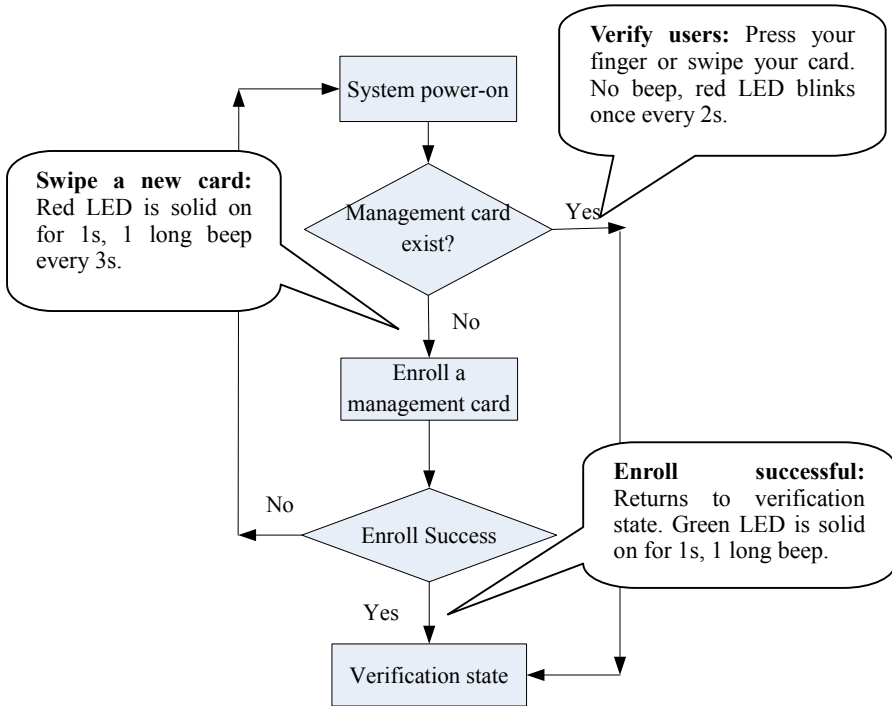 System power-on
Verify users: Press your
finger or swipe your card.
No beep, red LED blinks
once every 2s.
Swipe a new card:
Red LED is solid on
for 1s, 1 long beep
every 3s.
Management card
exist?
Yes
No
Enroll a
management card
Enroll successful:
Returns to verification
state. Green LED is solid
on for 1s, 1 long beep.
No
Enroll Success
Yes
Verification state